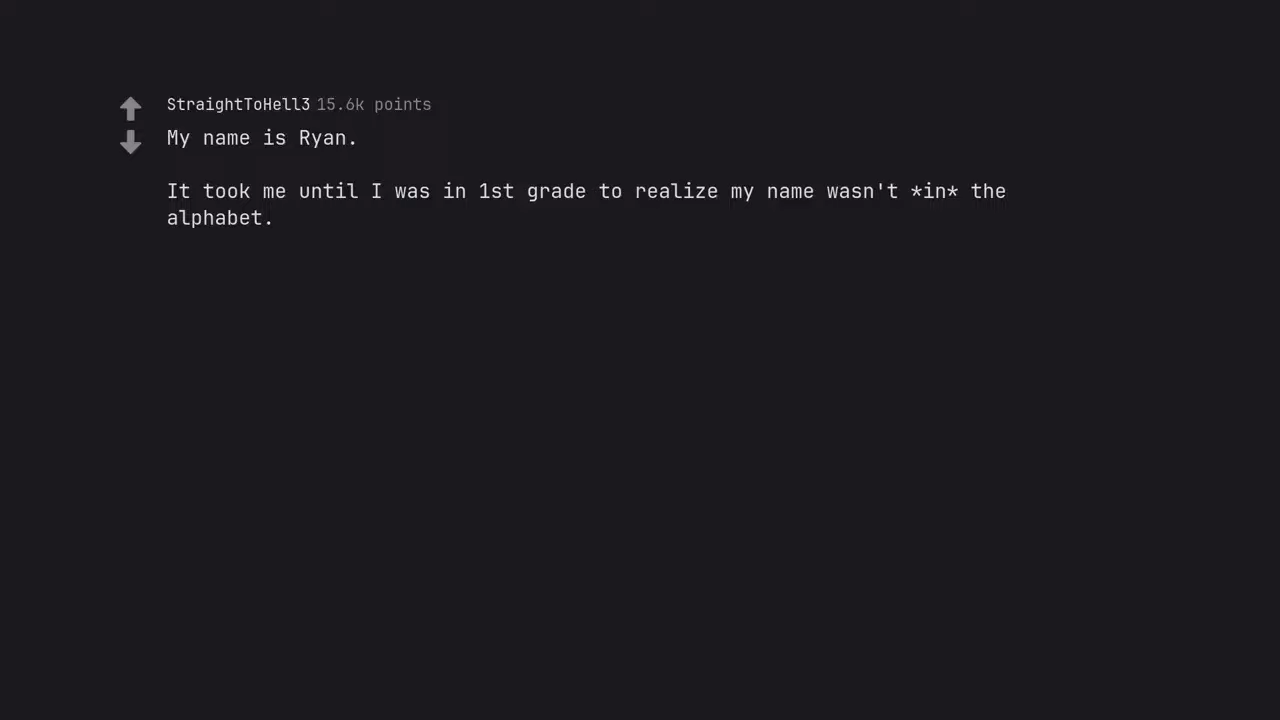 StraightToHell3 15.6k points
My name is Ryan.
It took me until I was in 1st grade to realize my name wasn't *in* the
alphabet.